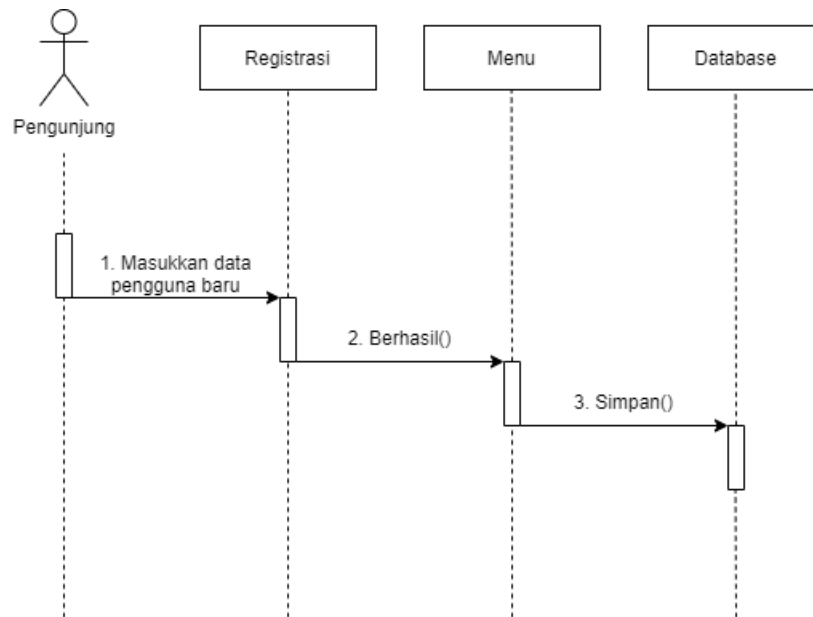 Registrasi
Menu
Database
Pengunjung
1. Masukkan data
pengguna baru
2. Berhasil()
3. Simpan()